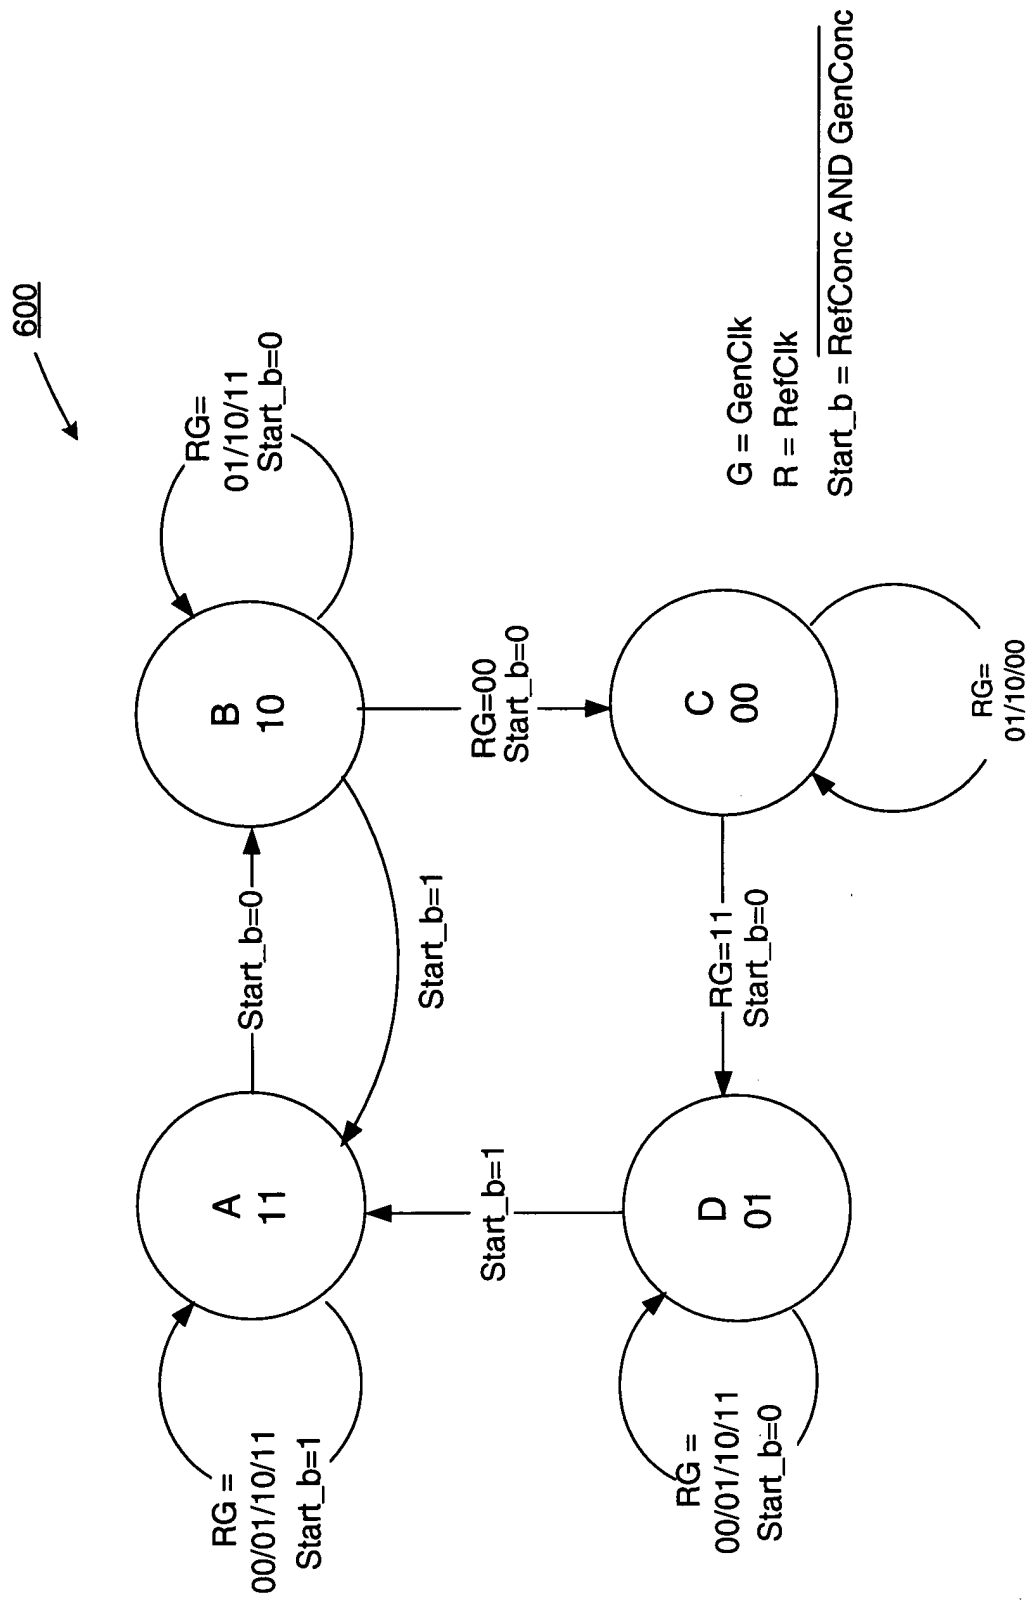 600
RG=
01/10/11
Start_b=0
B
10
Start_b=0
A
11
RG =
00/01/10/11
Start_b=1
Start_b=1
RG=00
Start_b=0
Start_b=1
C
00
RG=
01/10/00
RG=11
Start_b=0
D
01
RG =
00/01/10/11
Start_b=0
G = GenClk
R = RefClk
Start_b = RefConc AND GenConc